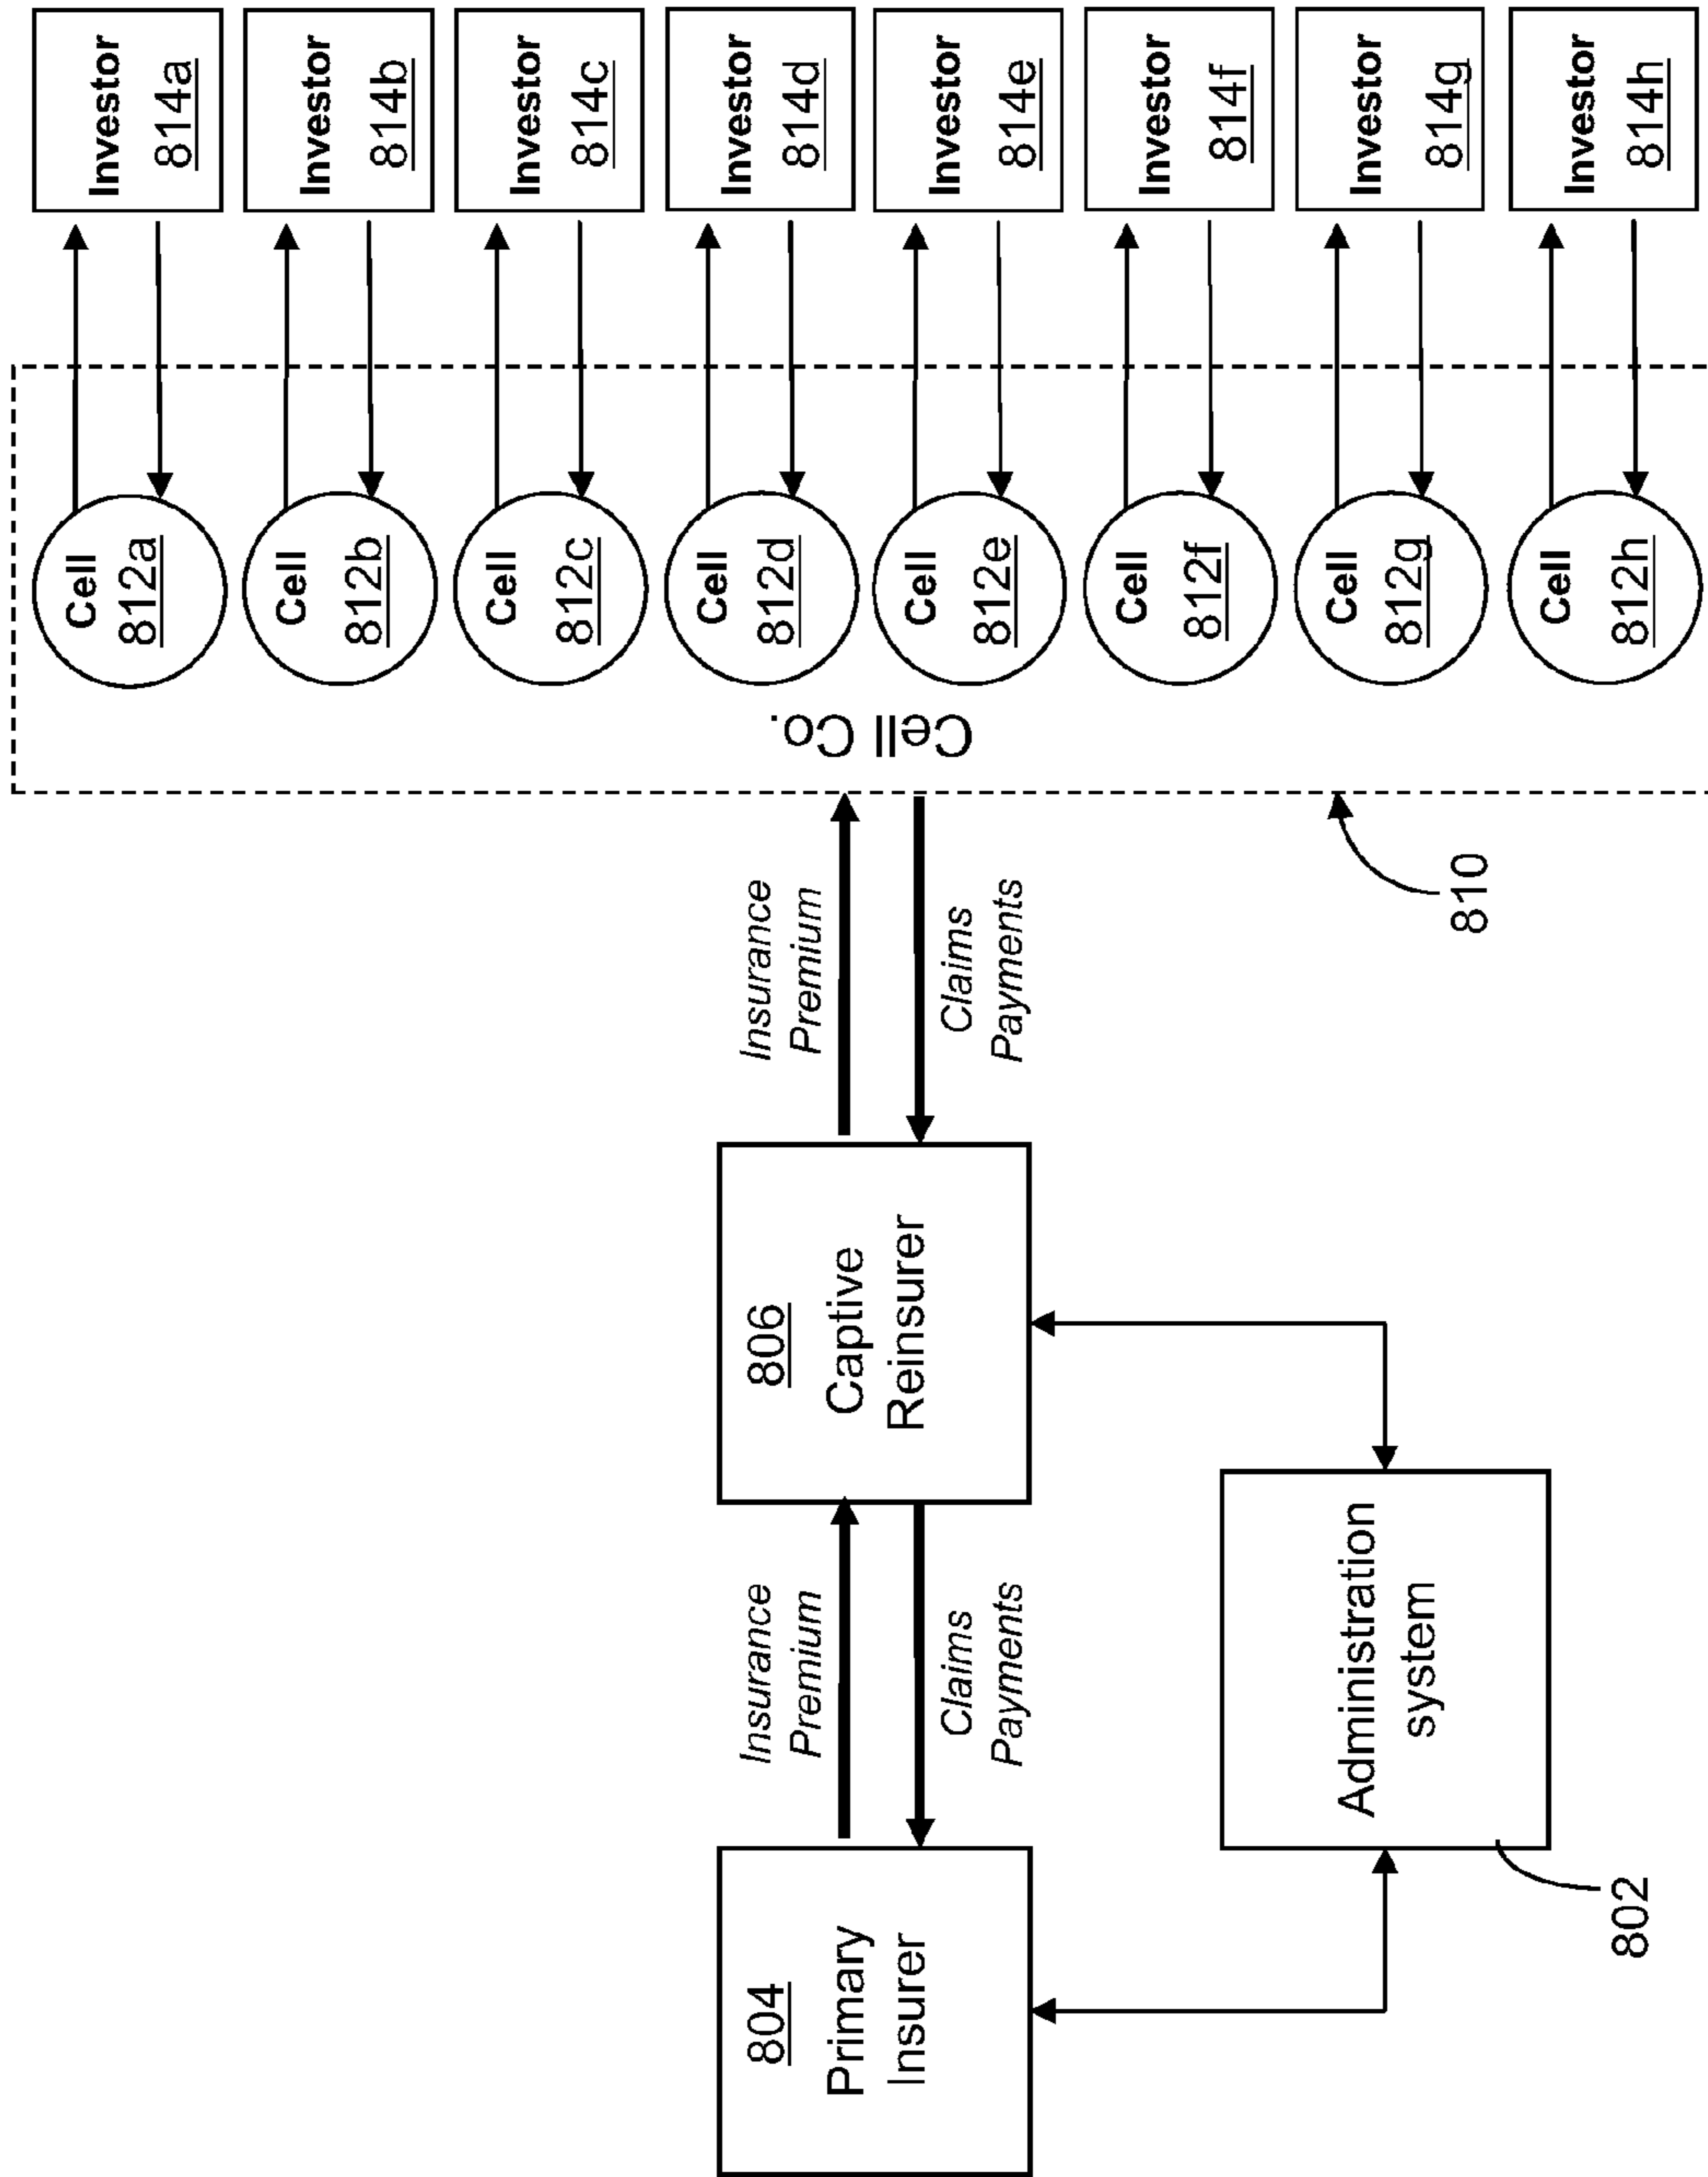 804
Primary
Insurer
Insurance
Premium
Claims
Payments
806
Captive
Reinsurer
Administration
system
802
Insurance
Premium
Claims
Payments
810
Cell Co.
Cell
812a
Cell
812b
Cell
812c
Cell
812d
Cell
812e
Cell
812f
Cell
812g
Cell
812h
Investor
814a
Investor
814b
Investor
814c
Investor
814d
Investor
814e
Investor
814f
Investor
814g
Investor
814h